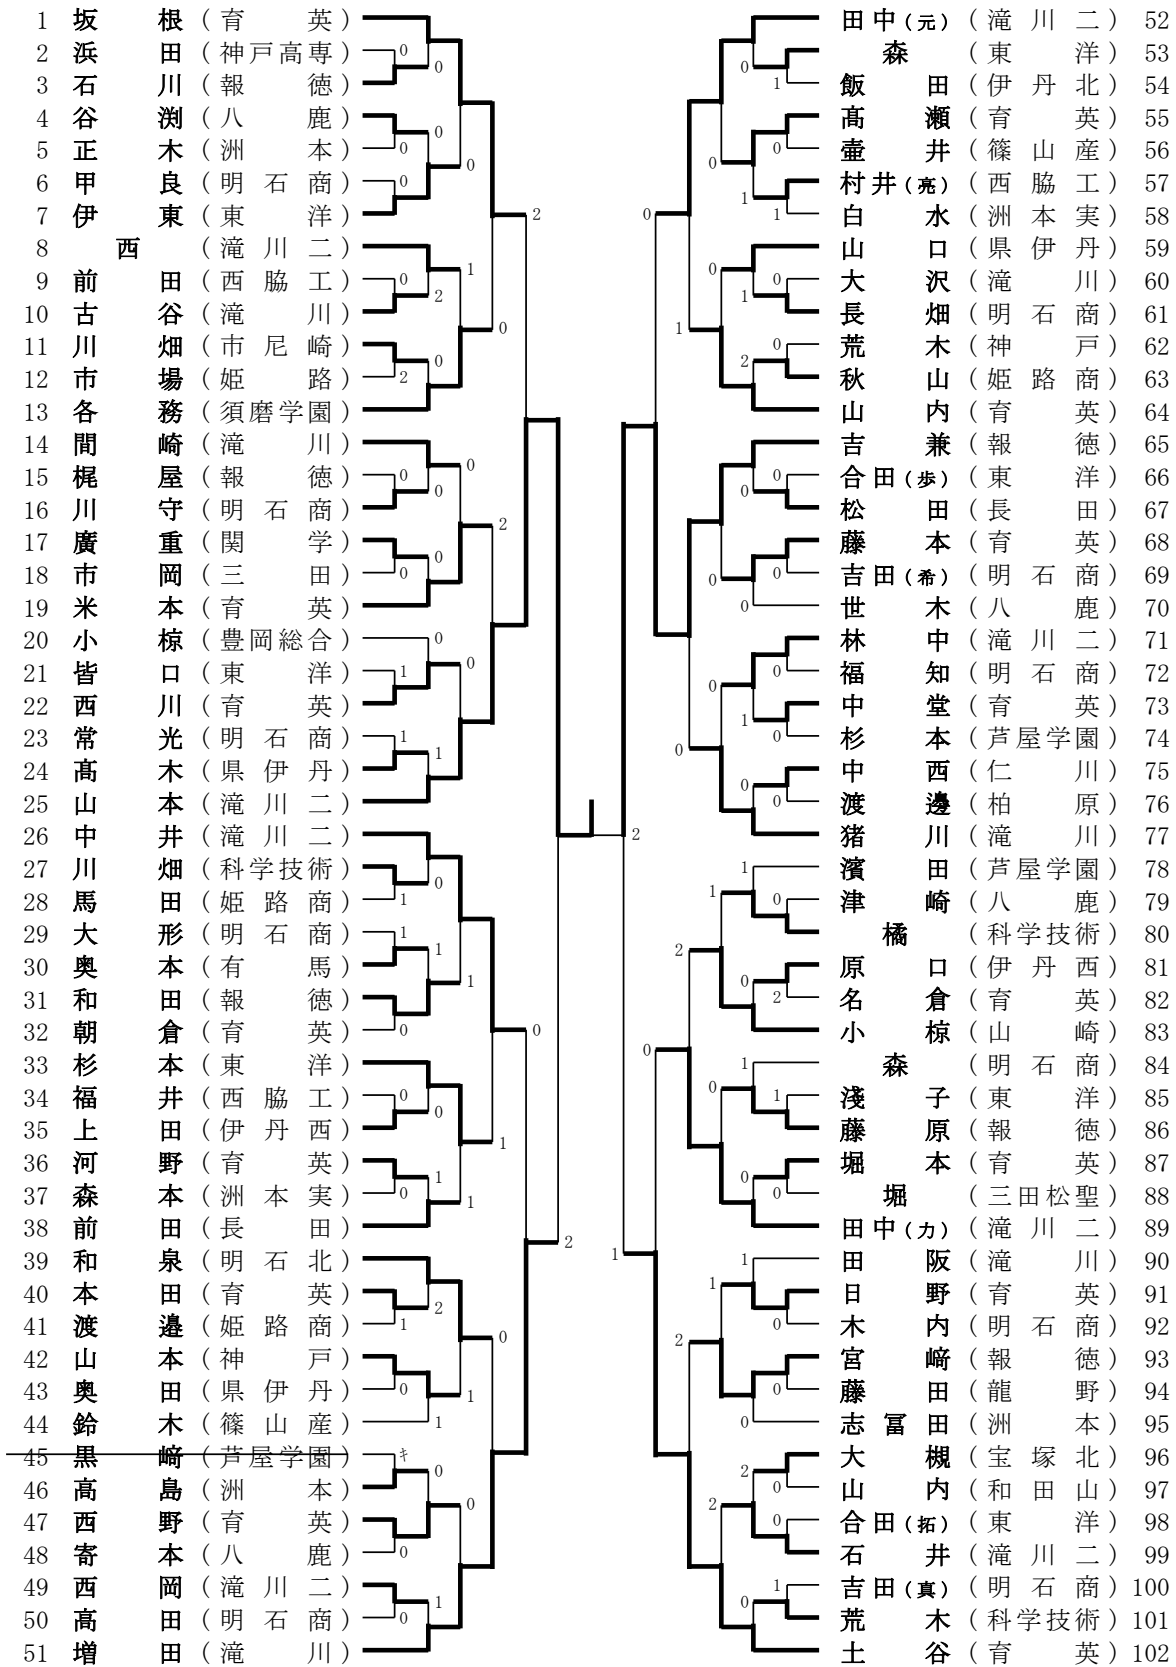 1 坂根（育英）
2 浜田（神戸高専）
3 石川（報徳）
4 谷渕（八鹿）
5 正木（洲本）
6 甲良（明石商）
7 伊東（東洋）
8 西（滝川二）
9 前田（西脇工）
10 古谷（滝川）
11 川畑（市尼崎）
12 市場（姫路）
13 各務（須磨学園）
14 間崎（滝川）
15 梶屋（報徳）
16 川守（明石商）
17 廣重（関学）
18 市岡（三田）
19 米本（育英）
20 小椋（豊岡総合）
21 皆口（東洋）
22 西川（育英）
23 常光（明石商）
24 髙木（県伊丹）
25 山本（滝川二）
26 中井（滝川二）
27 川畑（科学技術）
28 馬田（姫路商）
29 大形（明石商）
30 奥本（有馬）
31 和田（報徳）
32 朝倉（育英）
33 杉本（東洋）
34 福井（西脇工）
35 上田（伊丹西）
36 河野（育英）
37 森本（洲本実）
38 前田（長田）
39 和泉（明石北）
40 本田（育英）
41 渡邉（姫路商）
42 山本（神戸）
43 奥田（県伊丹）
44 鈴木（篠山産）
45 黒﨑（芦屋学園）
46 高島（洲本）
47 西野（育英）
48 寄本（八鹿）
49 西岡（滝川二）
50 高田（明石商）
51 増田（滝川）
田中(元)（滝川二）52
森（東洋）53
飯田（伊丹北）54
髙瀬（育英）55
壷井（篠山産）56
村井(亮)（西脇工）57
白水（洲本実）58
山口（県伊丹）59
大沢（滝川）60
長畑（明石商）61
荒木（神戸）62
秋山（姫路商）63
山内（育英）64
吉兼（報徳）65
合田(歩)（東洋）66
松田（長田）67
藤本（育英）68
吉田(希)（明石商）69
世木（八鹿）70
林中（滝川二）71
福知（明石商）72
中堂（育英）73
杉本（芦屋学園）74
中西（仁川）75
渡邊（柏原）76
猪川（滝川）77
濱田（芦屋学園）78
津崎（八鹿）79
橘（科学技術）80
原口（伊丹西）81
名倉（育英）82
小椋（山崎）83
森（明石商）84
淺子（東洋）85
藤原（報徳）86
堀本（育英）87
堀（三田松聖）88
田中(力)（滝川二）89
田阪（滝川）90
日野（育英）91
木内（明石商）92
宮﨑（報徳）93
藤田（龍野）94
志冨田（洲本）95
大槻（宝塚北）96
山内（和田山）97
合田(拓)（東洋）98
石井（滝川二）99
吉田(真)（明石商）100
荒木（科学技術）101
土谷（育英）102